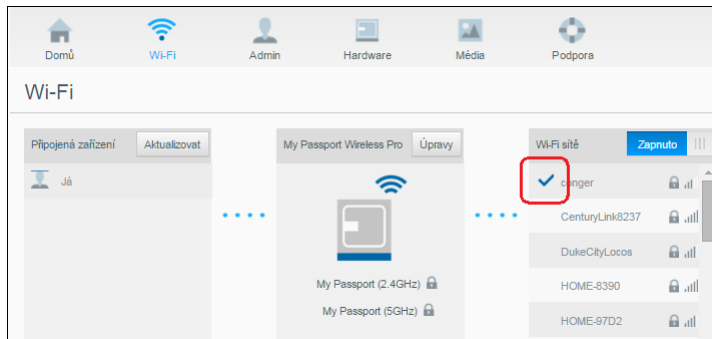 Domů Wi-Fi Admin Hardware Média Podpora
Wi-Fi
Připojená zařízení Aktualizovat
Já
My Passport Wireless Pro Úpravy
My Passport (2.4GHz)
My Passport (5GHz)
Wi-Fi sítě Zapnuto
conger
CenturyLink8237
DukeCityLocos
HOME-8390
HOME-97D2